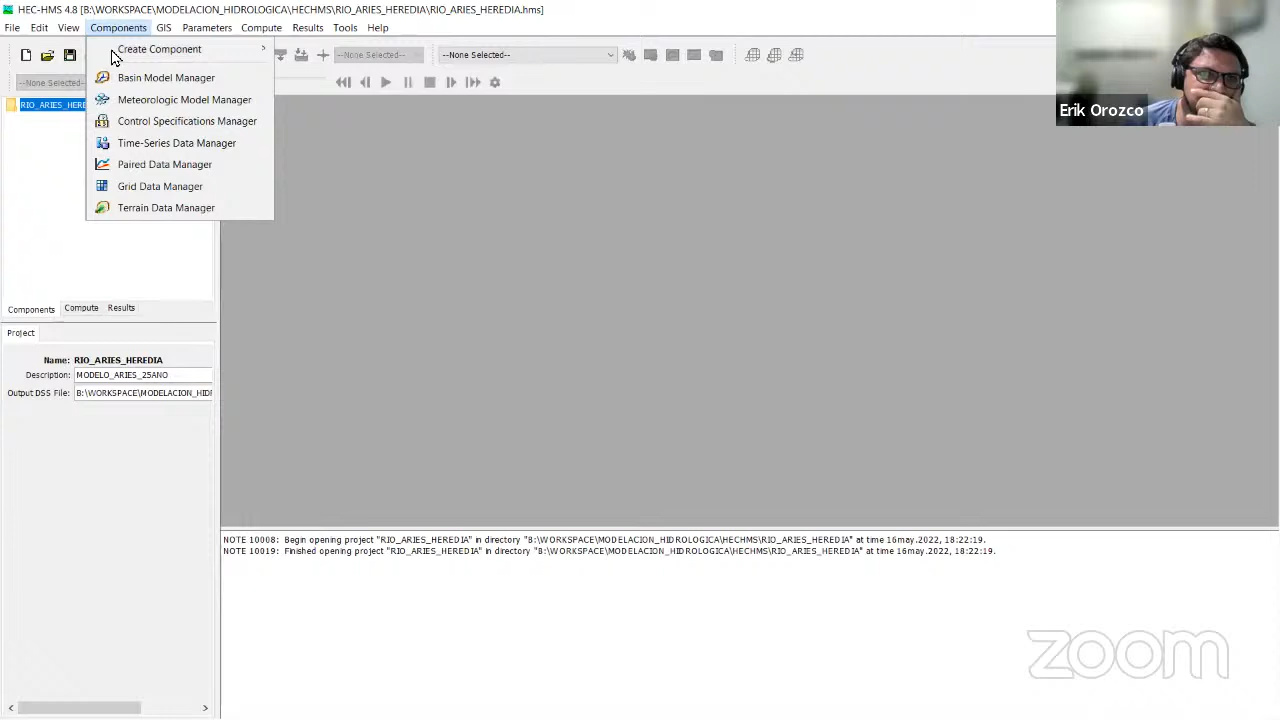 HEC-HMS 4.8 [B:\WORKSPACE\MODELACION_HIDROLOGICA\HECHMS\RIO_ARIES_HEREDIA\RIO_ARIES_HEREDIA.hms]
File Edit View Components GIS Parameters Compute Results Tools Help
Create Component
--None Selected-- --None Selected--
--None Selected-
Basin Model Manager
Meteorologic Model Manager
RIO_ARIES_HERE
Control Specifications Manager
Time-Series Data Manager
Paired Data Manager
Grid Data Manager
Terrain Data Manager
Erik Orozco
Components Compute Results
Project
Name: RIO_ARIES_HEREDIA
Description: MODELO_ARIES_25ANO
Output DSS File: B:\WORKSPACE\MODELACION_HIDR
NOTE 10008: Begin opening project "RIO_ARIES_HEREDIA" in directory "B:\WORKSPACE\MODELACION_HIDROLOGICA\HECHMS\RIO_ARIES_HEREDIA" at time 16may.2022, 18:22:19.
NOTE 10019: Finished opening project "RIO_ARIES_HEREDIA" in directory "B:\WORKSPACE\MODELACION_HIDROLOGICA\HECHMS\RIO_ARIES_HEREDIA" at time 16may.2022, 18:22:19.
zoom